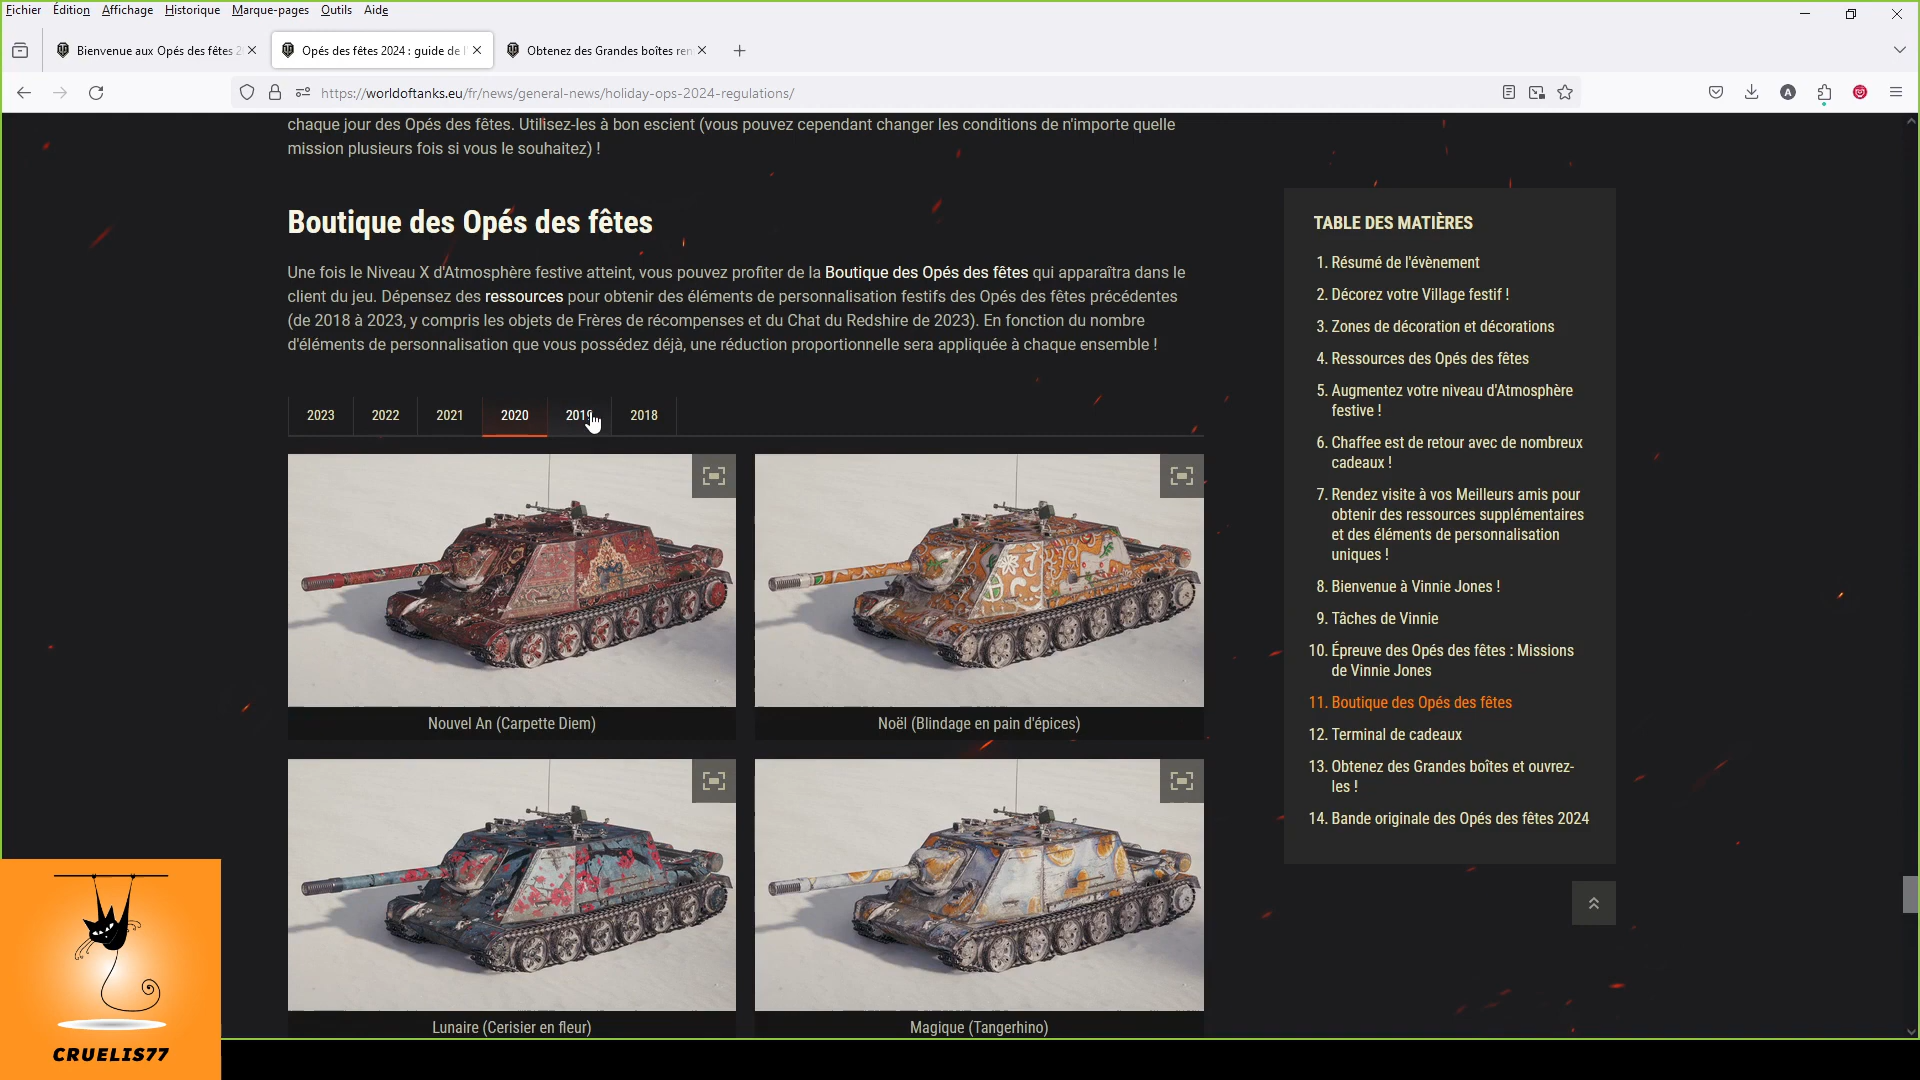 Fichier Édition Affichage Historique Marque-pages Outils Aide
Bienvenue aux Opés des fêtes 2
Opés des fêtes 2024 : guide de l
Obtenez des Grandes boîtes ren
https://worldoftanks.eu/fr/news/general-news/holiday-ops-2024-regulations/
A
chaque jour des Opés des fêtes. Utilisez-les à bon escient (vous pouvez cependant changer les conditions de n'importe quelle
mission plusieurs fois si vous le souhaitez) !
Boutique des Opés des fêtes
Une fois le Niveau X d'Atmosphère festive atteint, vous pouvez profiter de la Boutique des Opés des fêtes qui apparaîtra dans le
client du jeu. Dépensez des ressources pour obtenir des éléments de personnalisation festifs des Opés des fêtes précédentes
(de 2018 à 2023, y compris les objets de Frères de récompenses et du Chat du Redshire de 2023). En fonction du nombre
d'éléments de personnalisation que vous possédez déjà, une réduction proportionnelle sera appliquée à chaque ensemble !
2023 2022 2021 2020 2019 2018
Nouvel An (Carpette Diem)
Noël (Blindage en pain d'épices)
Lunaire (Cerisier en fleur)
Magique (Tangerhino)
TABLE DES MATIÈRES
1. Résumé de l'évènement
2. Décorez votre Village festif !
3. Zones de décoration et décorations
4. Ressources des Opés des fêtes
5. Augmentez votre niveau d'Atmosphère
festive !
6. Chaffee est de retour avec de nombreux
cadeaux !
7. Rendez visite à vos Meilleurs amis pour
obtenir des ressources supplémentaires
et des éléments de personnalisation
uniques !
8. Bienvenue à Vinnie Jones !
9. Tâches de Vinnie
10. Épreuve des Opés des fêtes : Missions
de Vinnie Jones
11. Boutique des Opés des fêtes
12. Terminal de cadeaux
13. Obtenez des Grandes boîtes et ouvrez-
les !
14. Bande originale des Opés des fêtes 2024
CRUELIS77